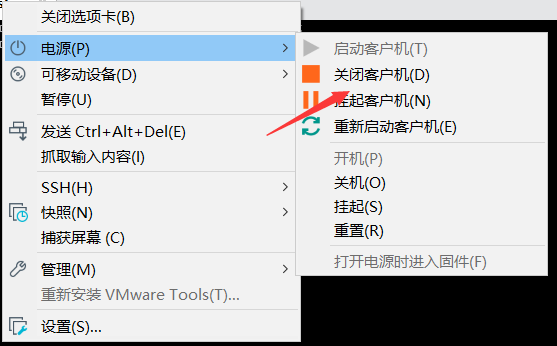 关闭选项卡(B)
电源(P)
可移动设备(D)
暂停(U)
发送 Ctrl+Alt+Del(E)
抓取输入内容(I)
SSH(H)
快照(N)
捕获屏幕 (C)
管理(M)
重新安装 VMware Tools(T)...
设置(S)...
启动客户机(T)
关闭客户机(D)
挂起客户机(N)
重新启动客户机(E)
开机(P)
关机(O)
挂起(S)
重置(R)
打开电源时进入固件(F)